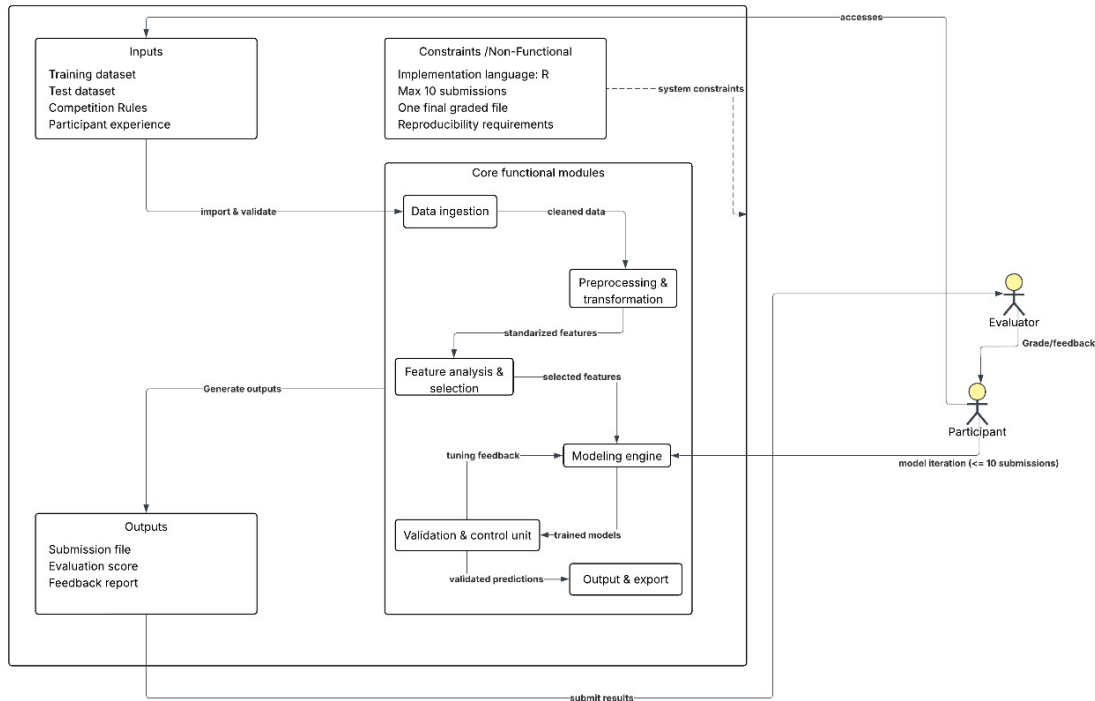 accesses
Inputs
Training dataset
Test dataset
Competition Rules
Participant experience
Constraints /Non-Functional
Implementation language: R
Max 10 submissions
One final graded file
Reproducibility requirements
system constraints
Core functional modules
import & validate
Data ingestion
cleaned data
Preprocessing &
transformation
standarized features
Feature analysis &
selection
selected features
Generate outputs
tuning feedback
Modeling engine
Validation & control unit
trained models
validated predictions
Output & export
Outputs
Submission file
Evaluation score
Feedback report
Evaluator
Grade/feedback
Participant
model iteration (<= 10 submissions)
submit results